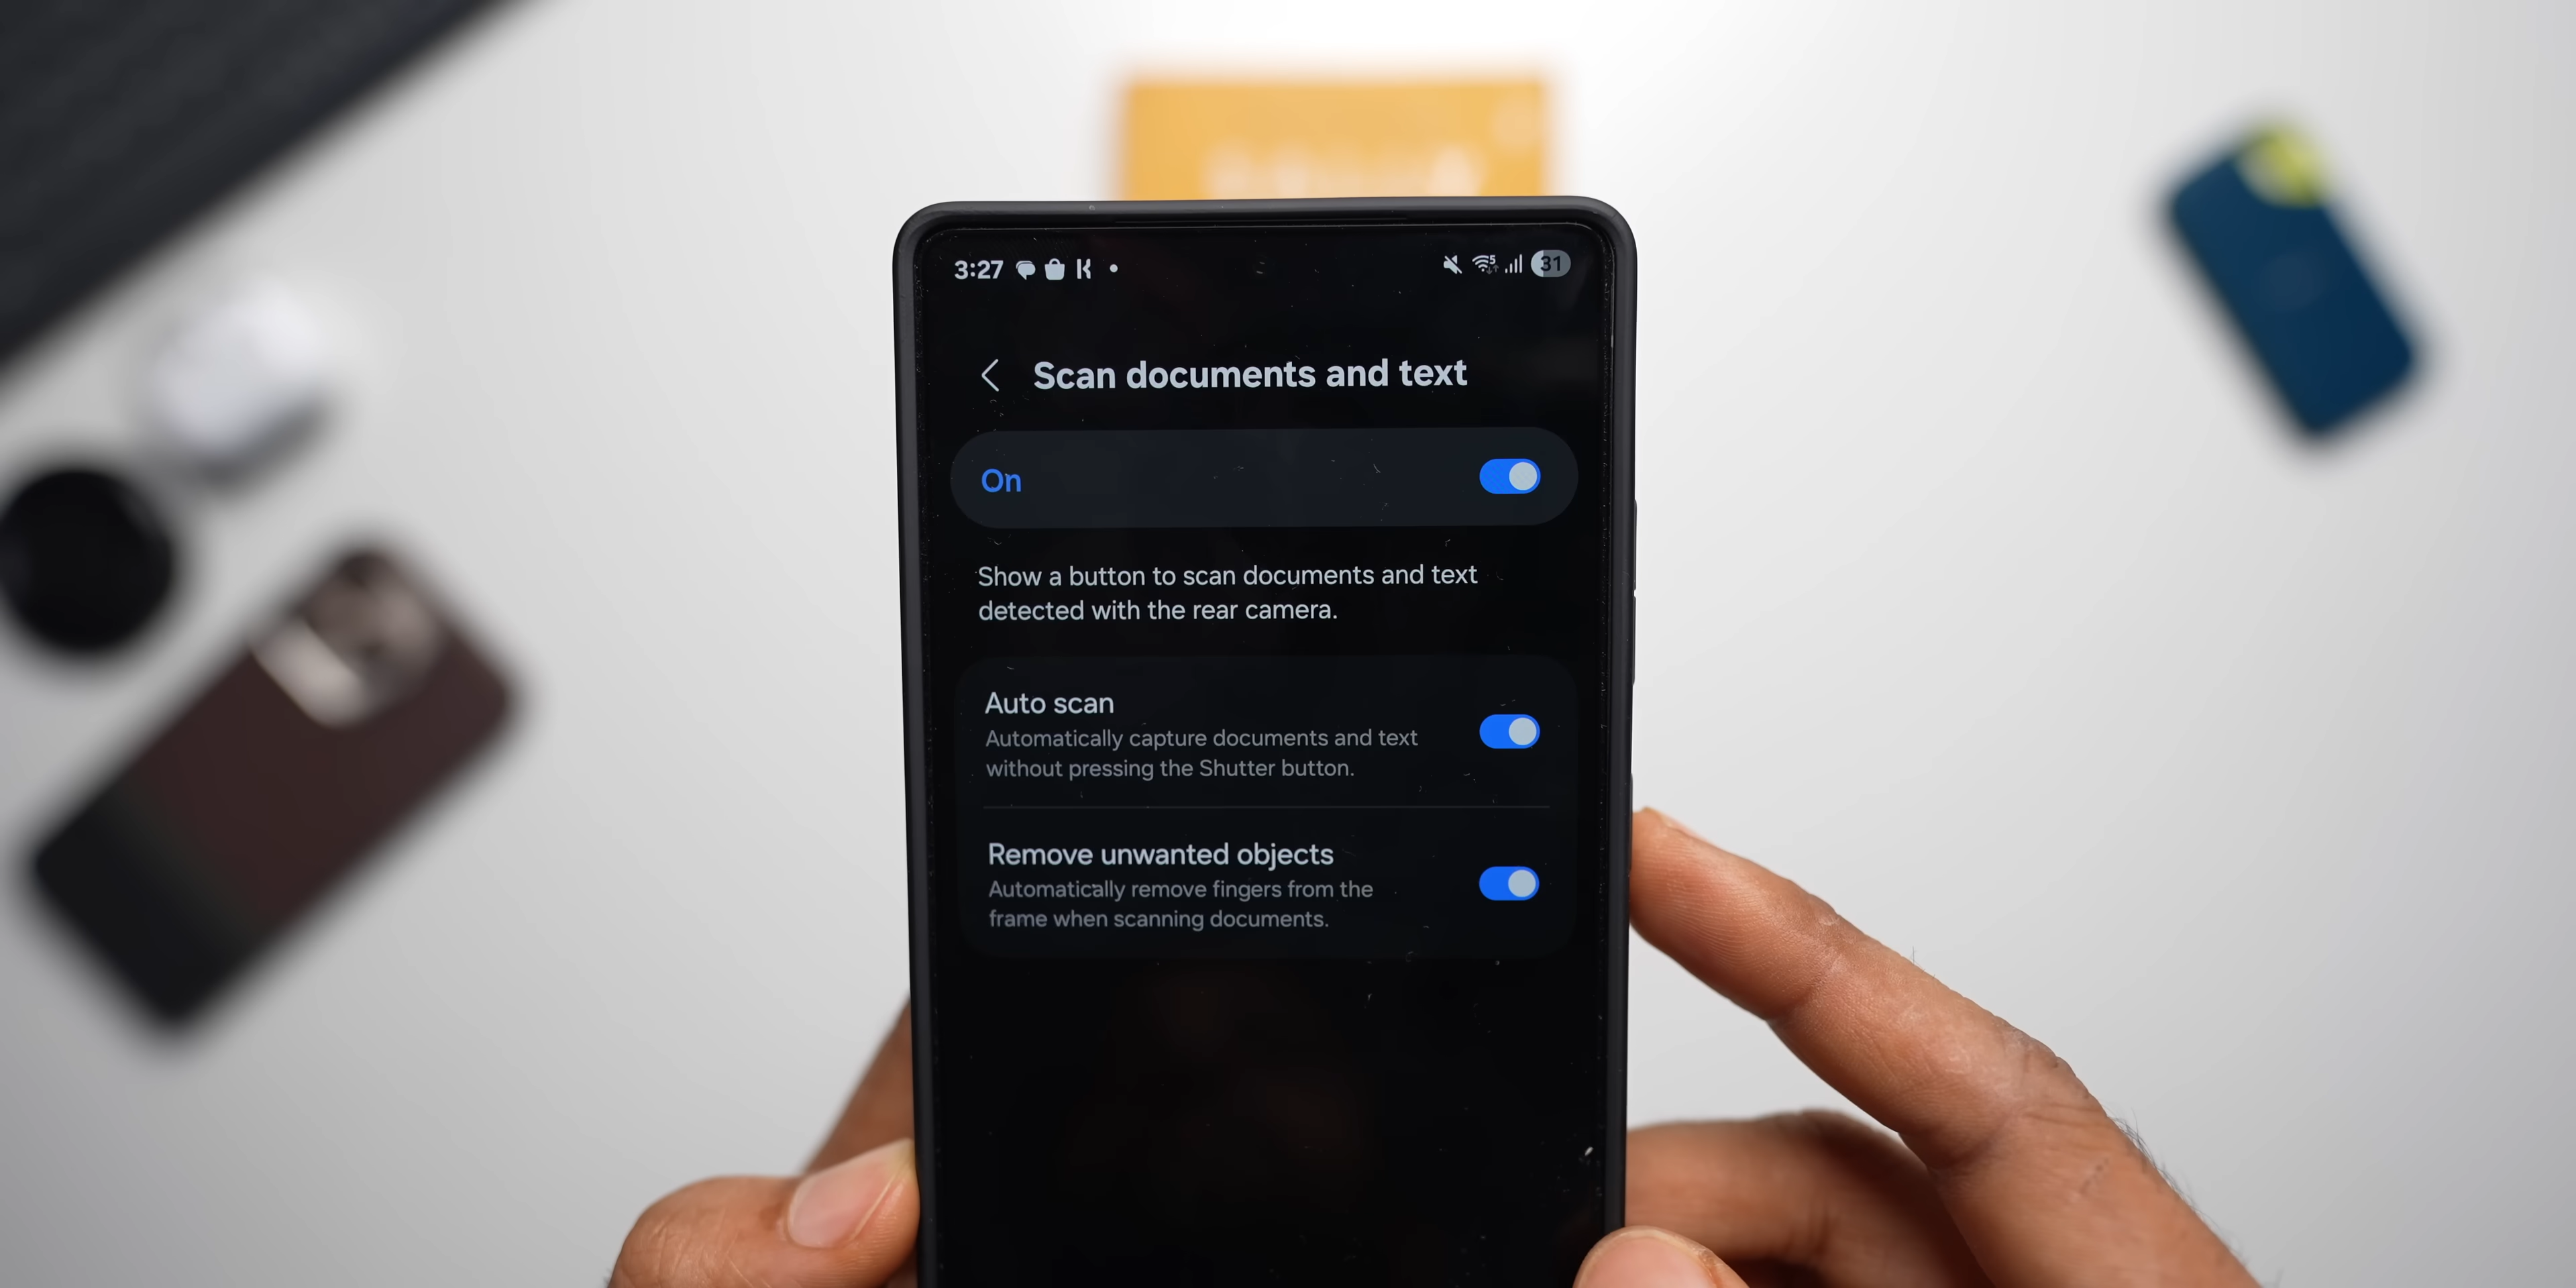 3:27
31
Scan documents and text
On
Show a button to scan documents and text
detected with the rear camera.
Auto scan
Automatically capture documents and text
without pressing the Shutter button.
Remove unwanted objects
Automatically remove fingers from the
frame when scanning documents.